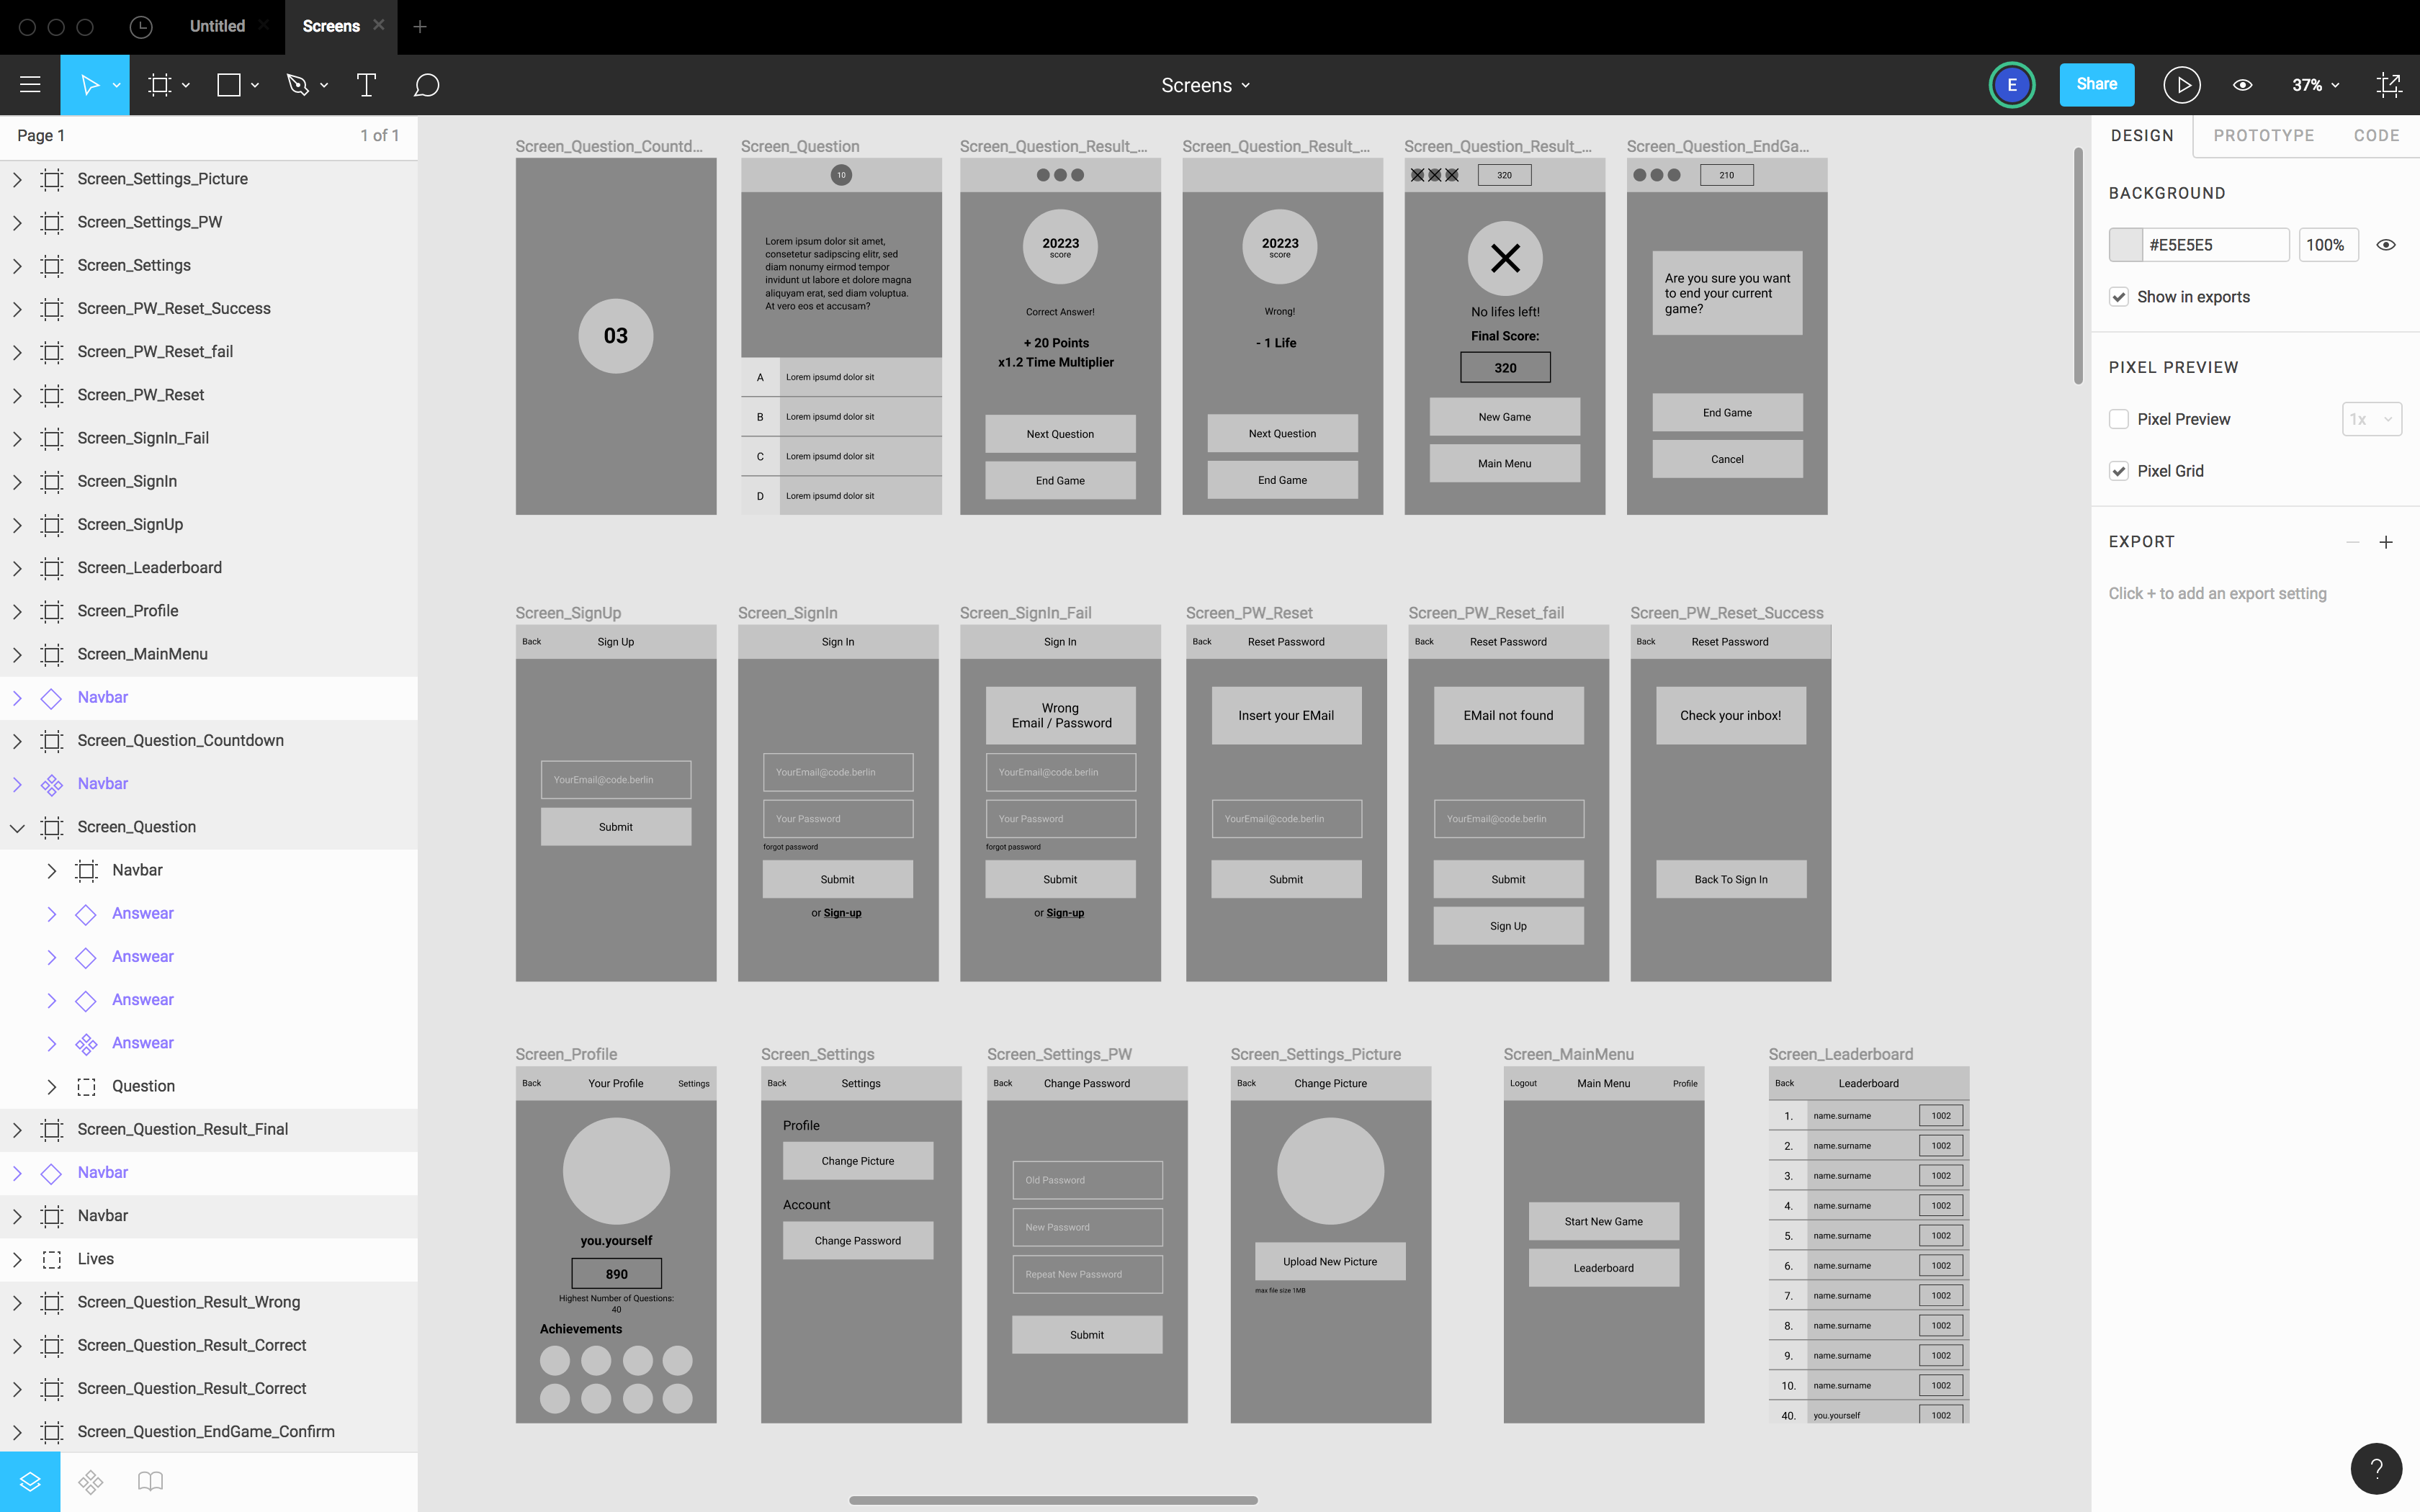 Untitled
Screens
Screens
E
Share
37%
Page 1
1 of 1
Screen_Settings_Picture
Screen_Settings_PW
Screen_Settings
Screen_PW_Reset_Success
Screen_PW_Reset_fail
Screen_PW_Reset
Screen_SignIn_Fail
Screen_SignIn
Screen_SignUp
Screen_Leaderboard
Screen_Profile
Screen_MainMenu
Navbar
Screen_Question_Countdown
Navbar
Screen_Question
Navbar
Answear
Answear
Answear
Answear
Question
Screen_Question_Result_Final
Navbar
Navbar
Lives
Screen_Question_Result_Wrong
Screen_Question_Result_Correct
Screen_Question_Result_Correct
Screen_Question_EndGame_Confirm
Screen_Question_Countd...
03
Screen_Question
10
Lorem ipsum dolor sit amet,
consetetur sadipscing elitr, sed
diam nonumy eirmod tempor
invidunt ut labore et dolore magna
aliquyam erat, sed diam voluptua.
At vero eos et accusam?
A Lorem ipsumd dolor sit
B Lorem ipsumd dolor sit
C Lorem ipsumd dolor sit
D Lorem ipsumd dolor sit
Screen_Question_Result_...
20223
score
Correct Answer!
+ 20 Points
x1.2 Time Multiplier
Next Question
End Game
Screen_Question_Result_...
20223
score
Wrong!
- 1 Life
Next Question
End Game
Screen_Question_Result_...
320
No lifes left!
Final Score:
320
New Game
Main Menu
Screen_Question_EndGa...
210
Are you sure you want
to end your current
game?
End Game
Cancel
Screen_SignUp
Back
Sign Up
YourEmail@code.berlin
Submit
Screen_SignIn
Sign In
YourEmail@code.berlin
Your Password
forgot password
Submit
or Sign-up
Screen_SignIn_Fail
Sign In
Wrong
Email / Password
YourEmail@code.berlin
Your Password
forgot password
Submit
or Sign-up
Screen_PW_Reset
Back
Reset Password
Insert your EMail
YourEmail@code.berlin
Submit
Screen_PW_Reset_fail
Back
Reset Password
EMail not found
YourEmail@code.berlin
Submit
Sign Up
Screen_PW_Reset_Success
Back
Reset Password
Check your inbox!
Back To Sign In
Screen_Profile
Back
Your Profile
Settings
you.yourself
890
Highest Number of Questions:
40
Achievements
Screen_Settings
Back
Settings
Profile
Change Picture
Account
Change Password
Screen_Settings_PW
Back
Change Password
Old Password
New Password
Repeat New Password
Submit
Screen_Settings_Picture
Back
Change Picture
Upload New Picture
max file size 1MB
Screen_MainMenu
Logout
Main Menu
Profile
Start New Game
Leaderboard
Screen_Leaderboard
Back
Leaderboard
1. name.surname 1002
2. name.surname 1002
3. name.surname 1002
4. name.surname 1002
5. name.surname 1002
6. name.surname 1002
7. name.surname 1002
8. name.surname 1002
9. name.surname 1002
10. name.surname 1002
40. you.yourself 1002
DESIGN
PROTOTYPE
CODE
BACKGROUND
#E5E5E5
100%
Show in exports
PIXEL PREVIEW
Pixel Preview
1x
Pixel Grid
EXPORT
Click + to add an export setting
?